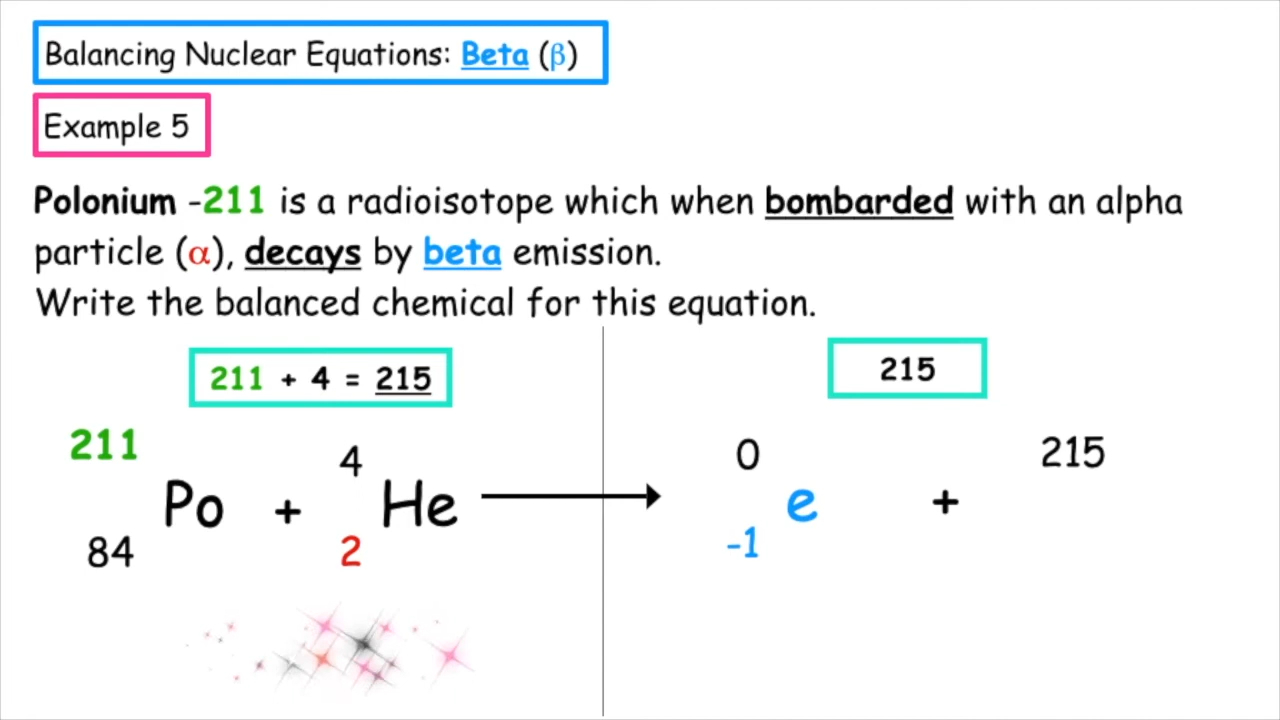 Balancing Nuclear Equations: Beta (β)
Example 5
Polonium -211 is a radioisotope which when bombarded with an alpha
particle (α), decays by beta emission.
Write the balanced chemical for this equation.
211 + 4 = 215
215
211 4 0 215
Po + He e +
84 2 -1